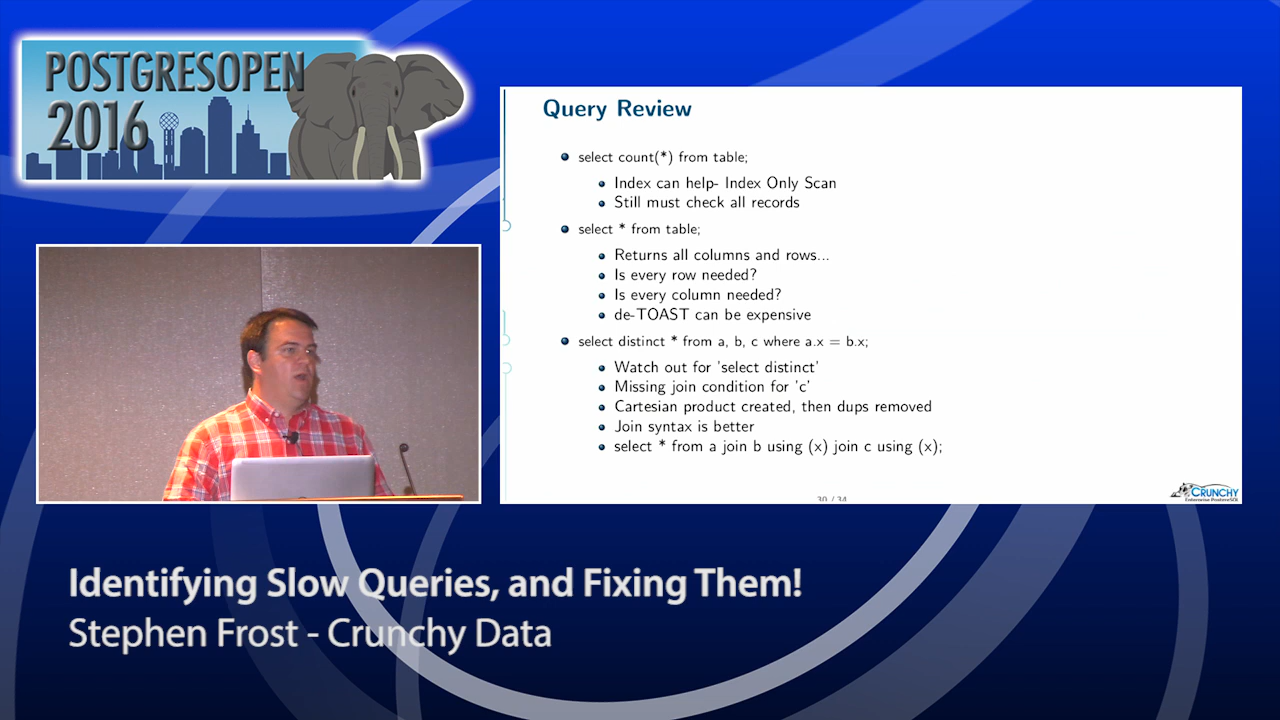 POSTGRESOPEN
2016
Query Review
select count(*) from table;
Index can help- Index Only Scan
Still must check all records
select * from table;
Returns all columns and rows...
Is every row needed?
Is every column needed?
de-TOAST can be expensive
select distinct * from a, b, c where a.x = b.x;
Watch out for 'select distinct'
Missing join condition for 'c'
Cartesian product created, then dups removed
Join syntax is better
select * from a join b using (x) join c using (x);
30 / 34
CRUNCHY
Enterprise PostgreSQL
Identifying Slow Queries, and Fixing Them!
Stephen Frost - Crunchy Data